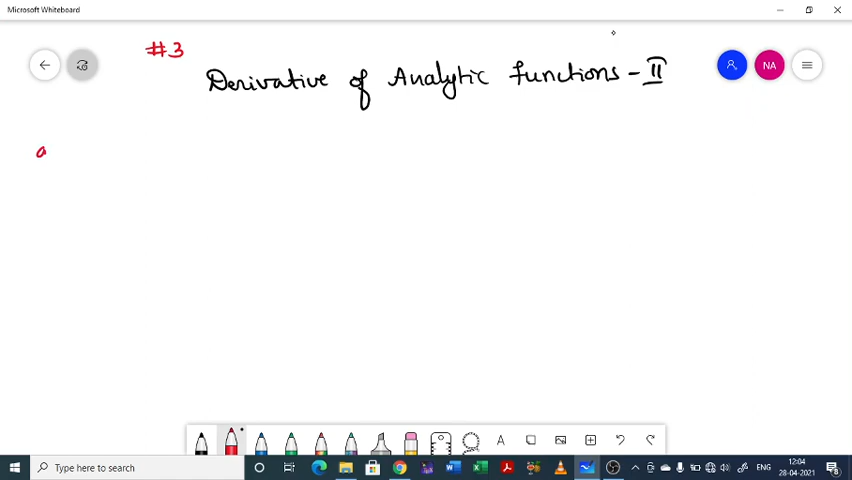 Microsoft Whiteboard
#3
Derivative of Analytic functions - II
NA
a
A
Type here to search
W
X
ENG
12:04
28-04-2021
8